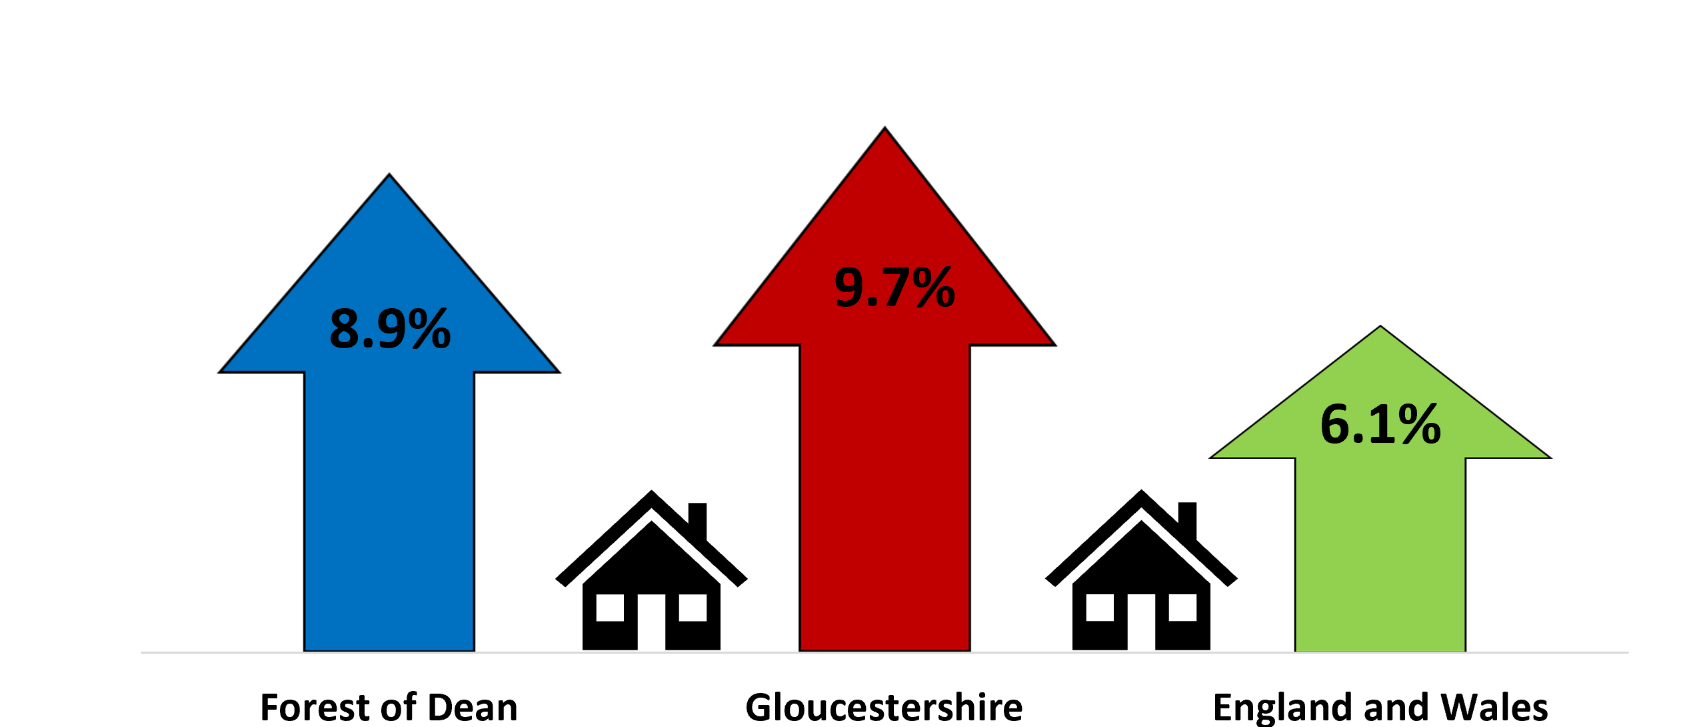 8.9%
9.7%
6.1%
Forest of Dean
Gloucestershire
England and Wales